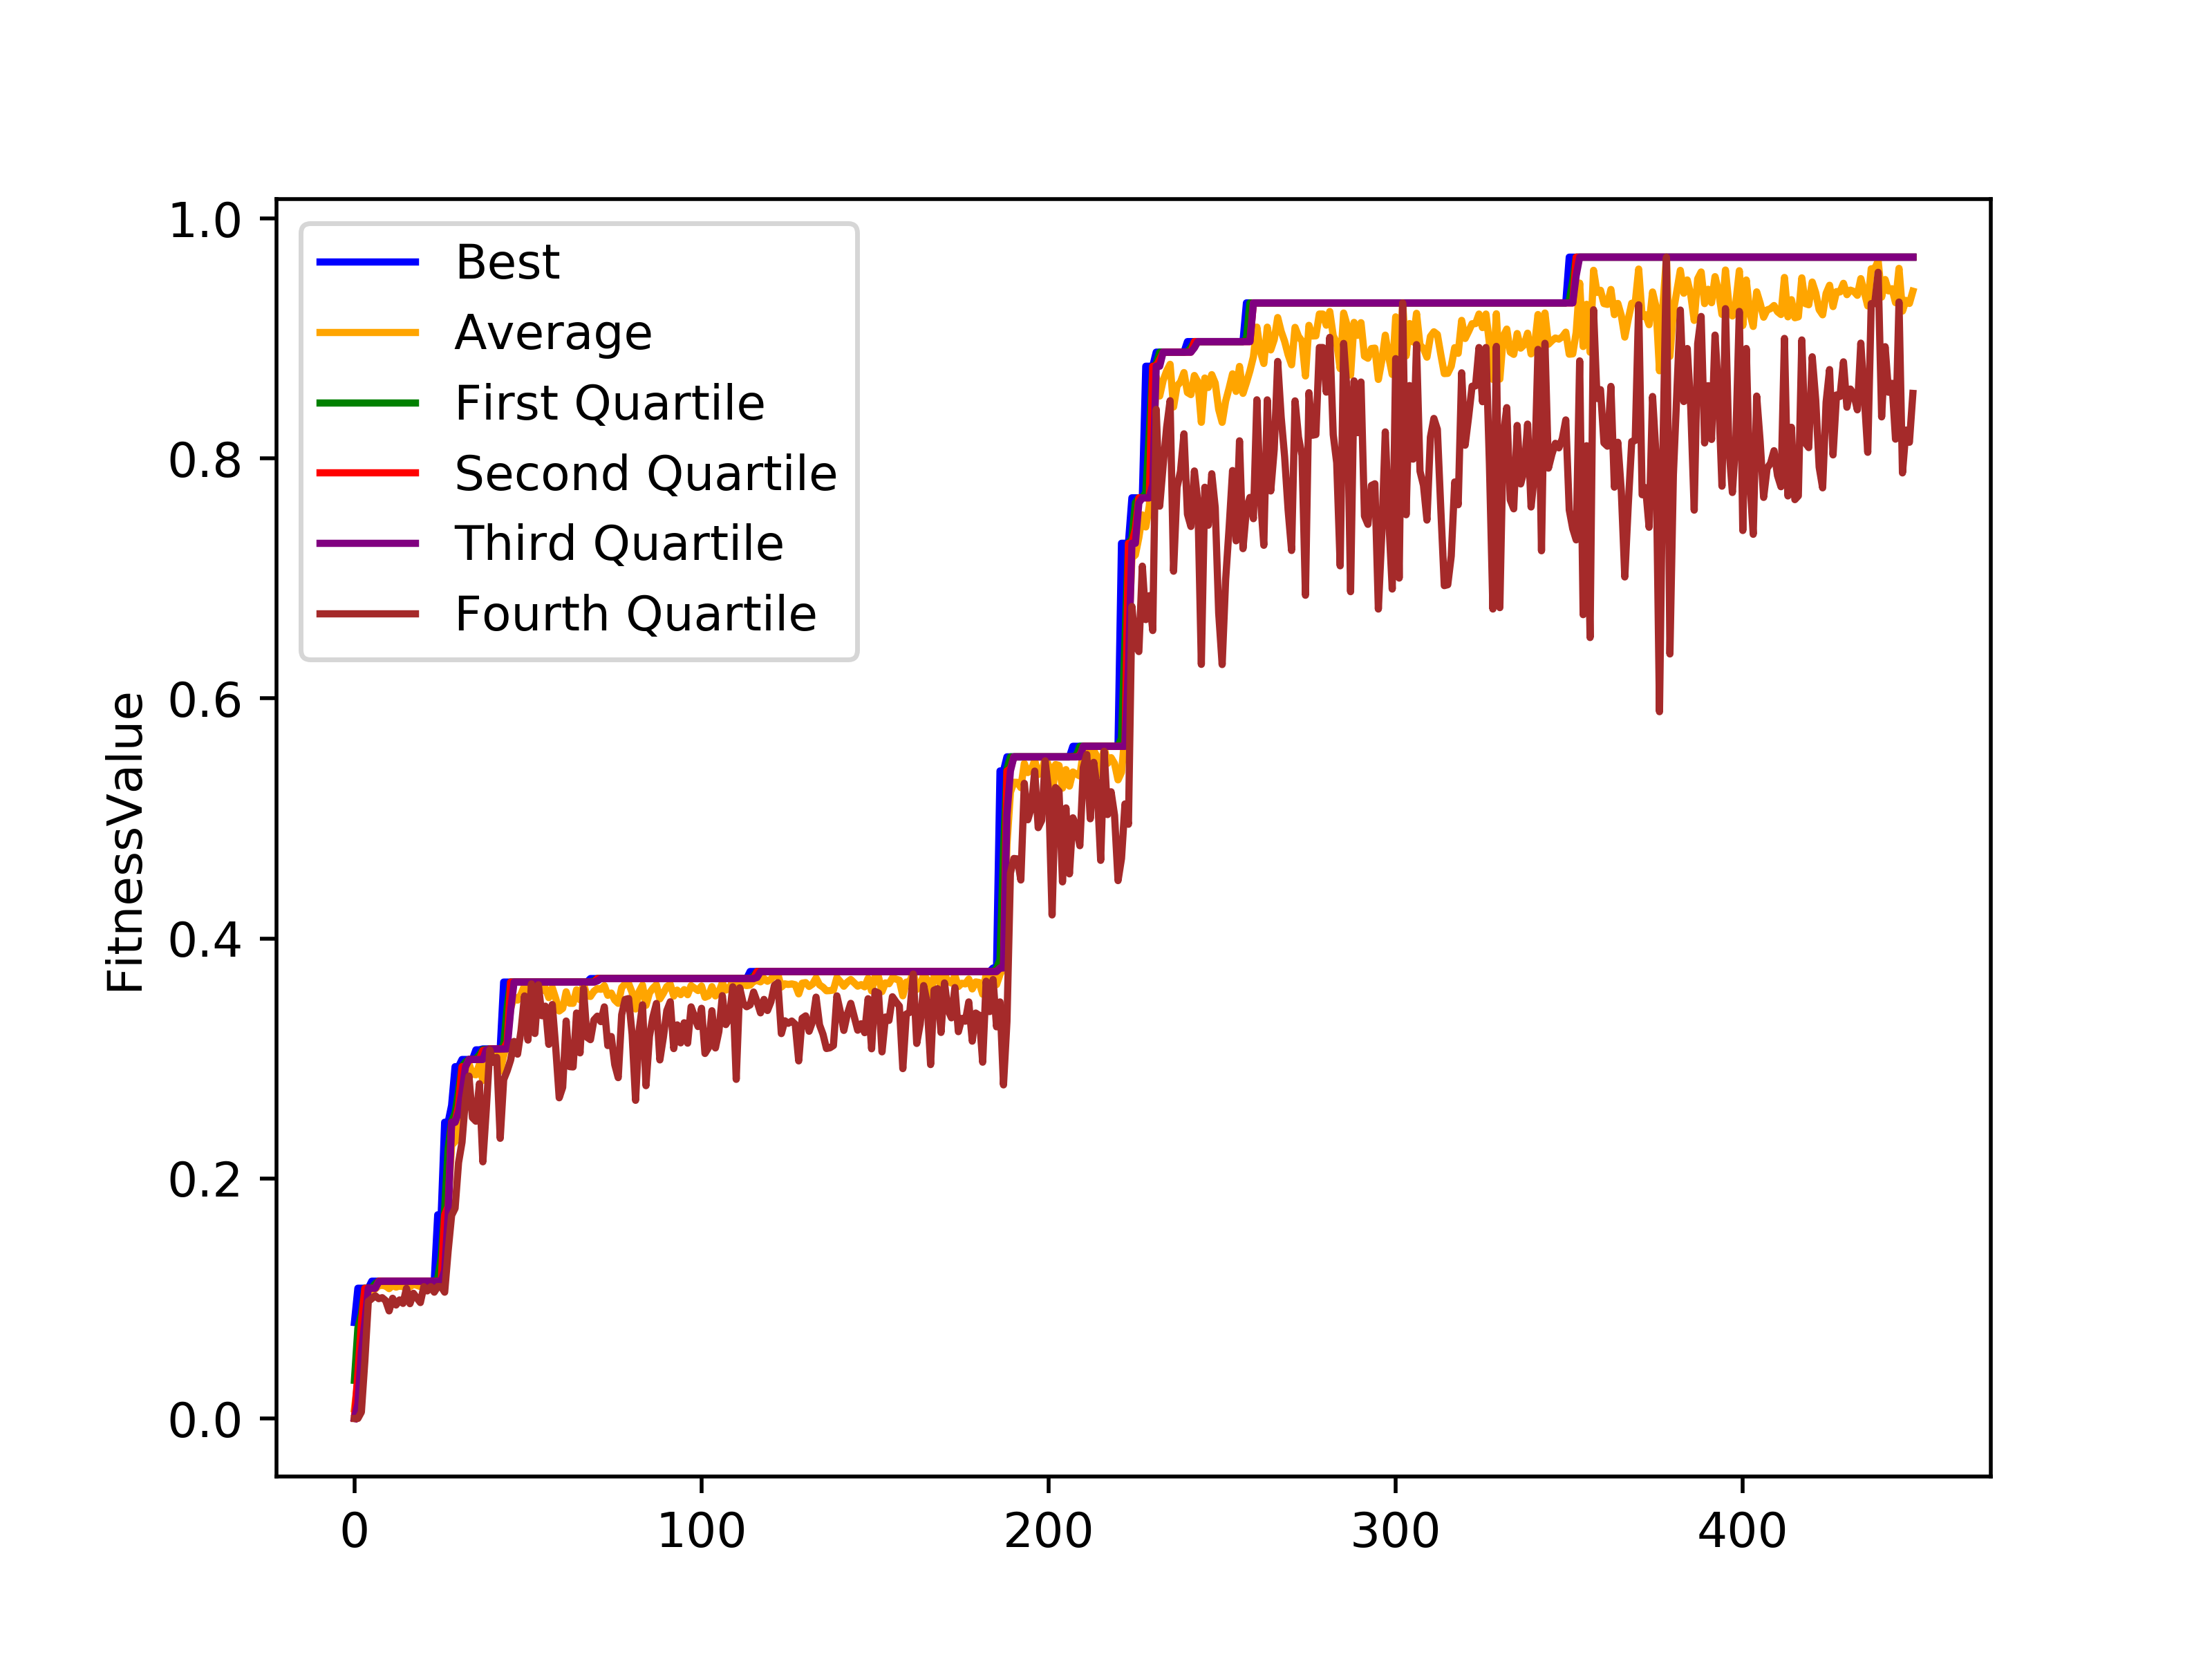 Best
Average
First Quartile
Second Quartile
Third Quartile
Fourth Quartile
FitnessValue
1.0
0.8
0.6
0.4
0.2
0.0
0 100 200 300 400